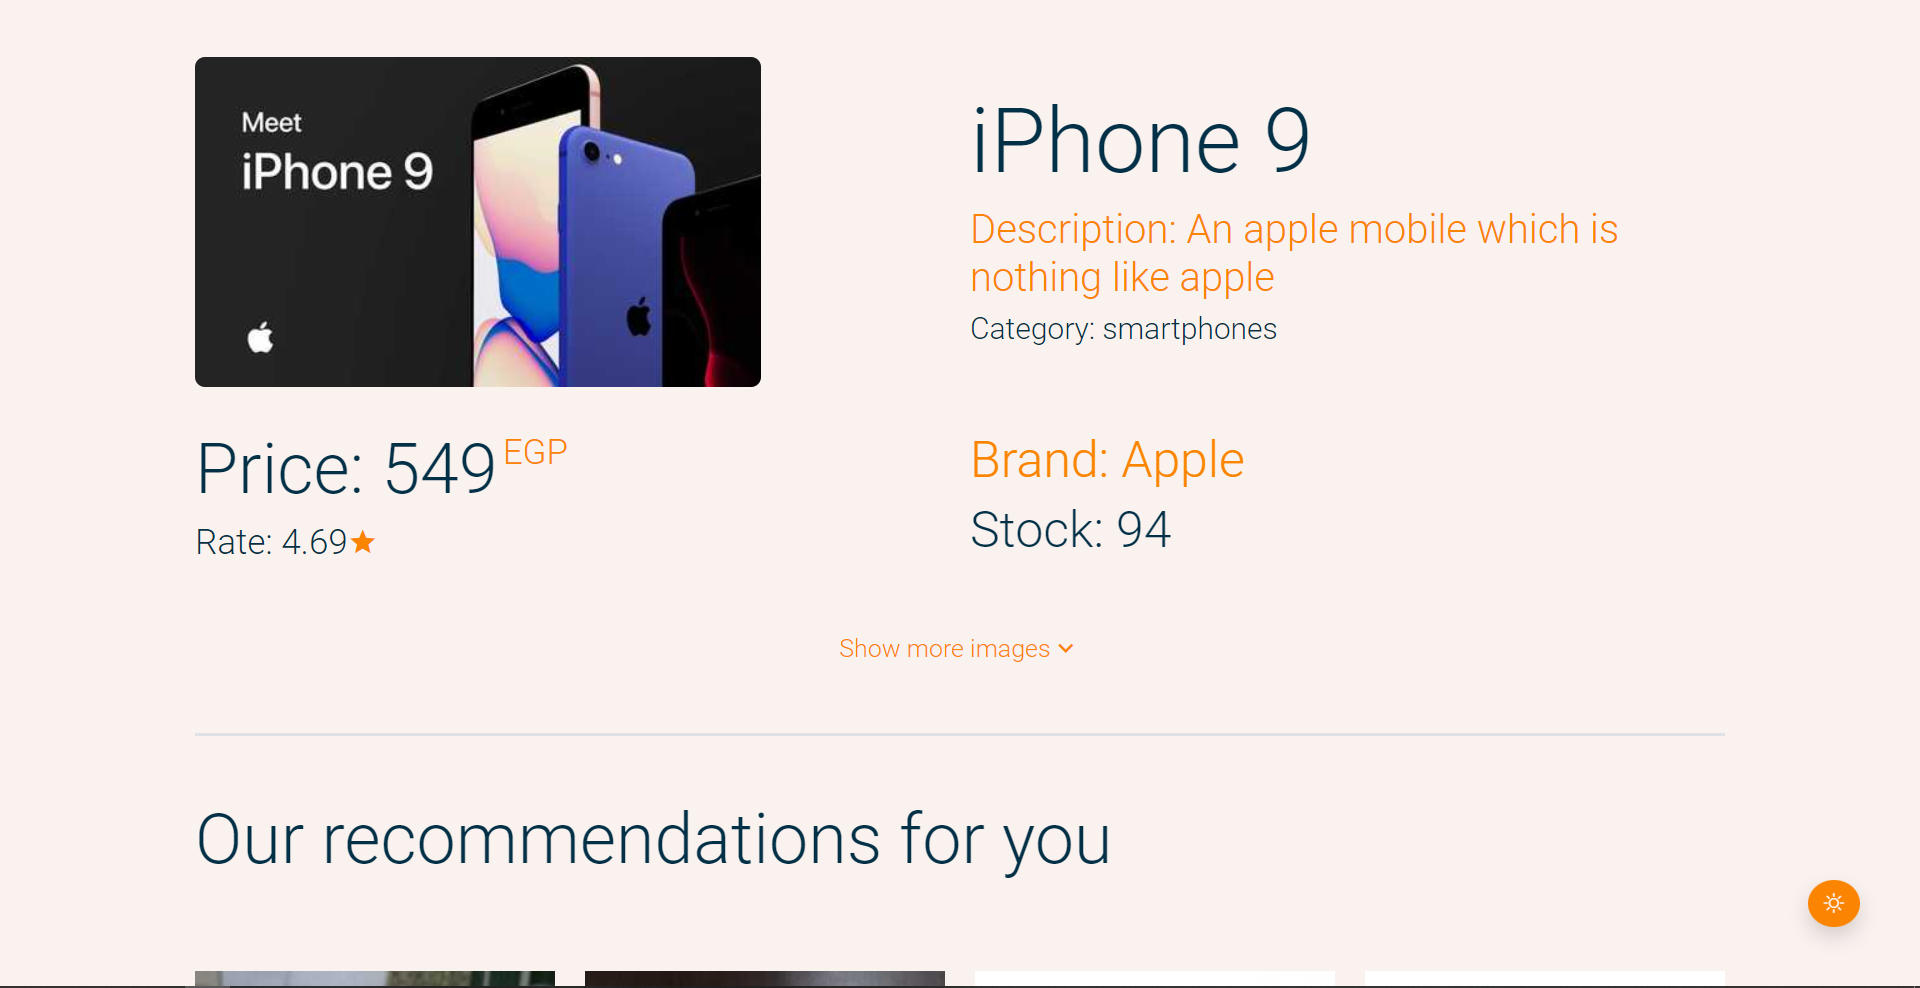 Meet
iPhone 9
iPhone 9
Description: An apple mobile which is
nothing like apple
Category: smartphones
Price: 549 EGP
Rate: 4.69
Brand: Apple
Stock: 94
Show more images
Our recommendations for you